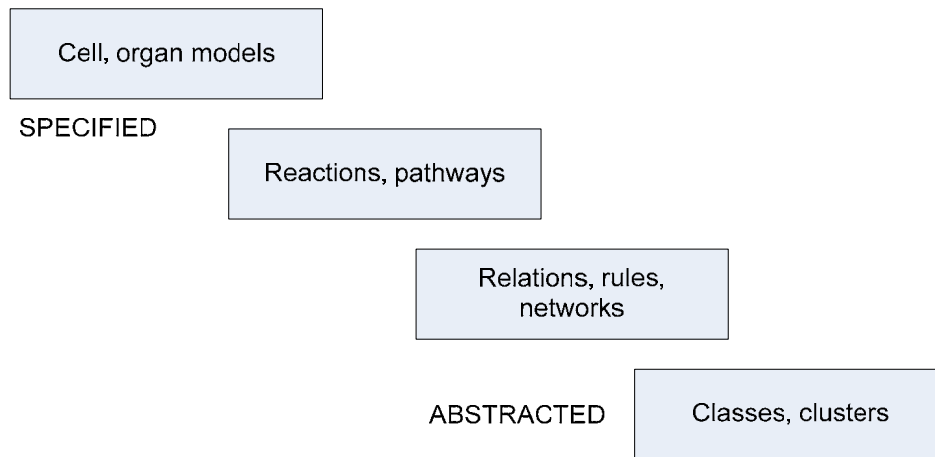 Cell, organ models
SPECIFIED
Reactions, pathways
Relations, rules,
networks
ABSTRACTED
Classes, clusters